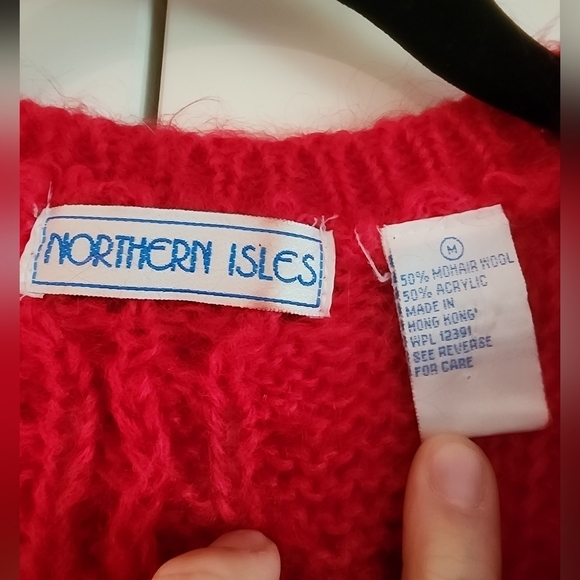 NORTHERN ISLES
M
50% MOHAIR WOOL
50% ACRYLIC
MADE IN
HONG KONG
WPL 12391
SEE REVERSE
FOR CARE